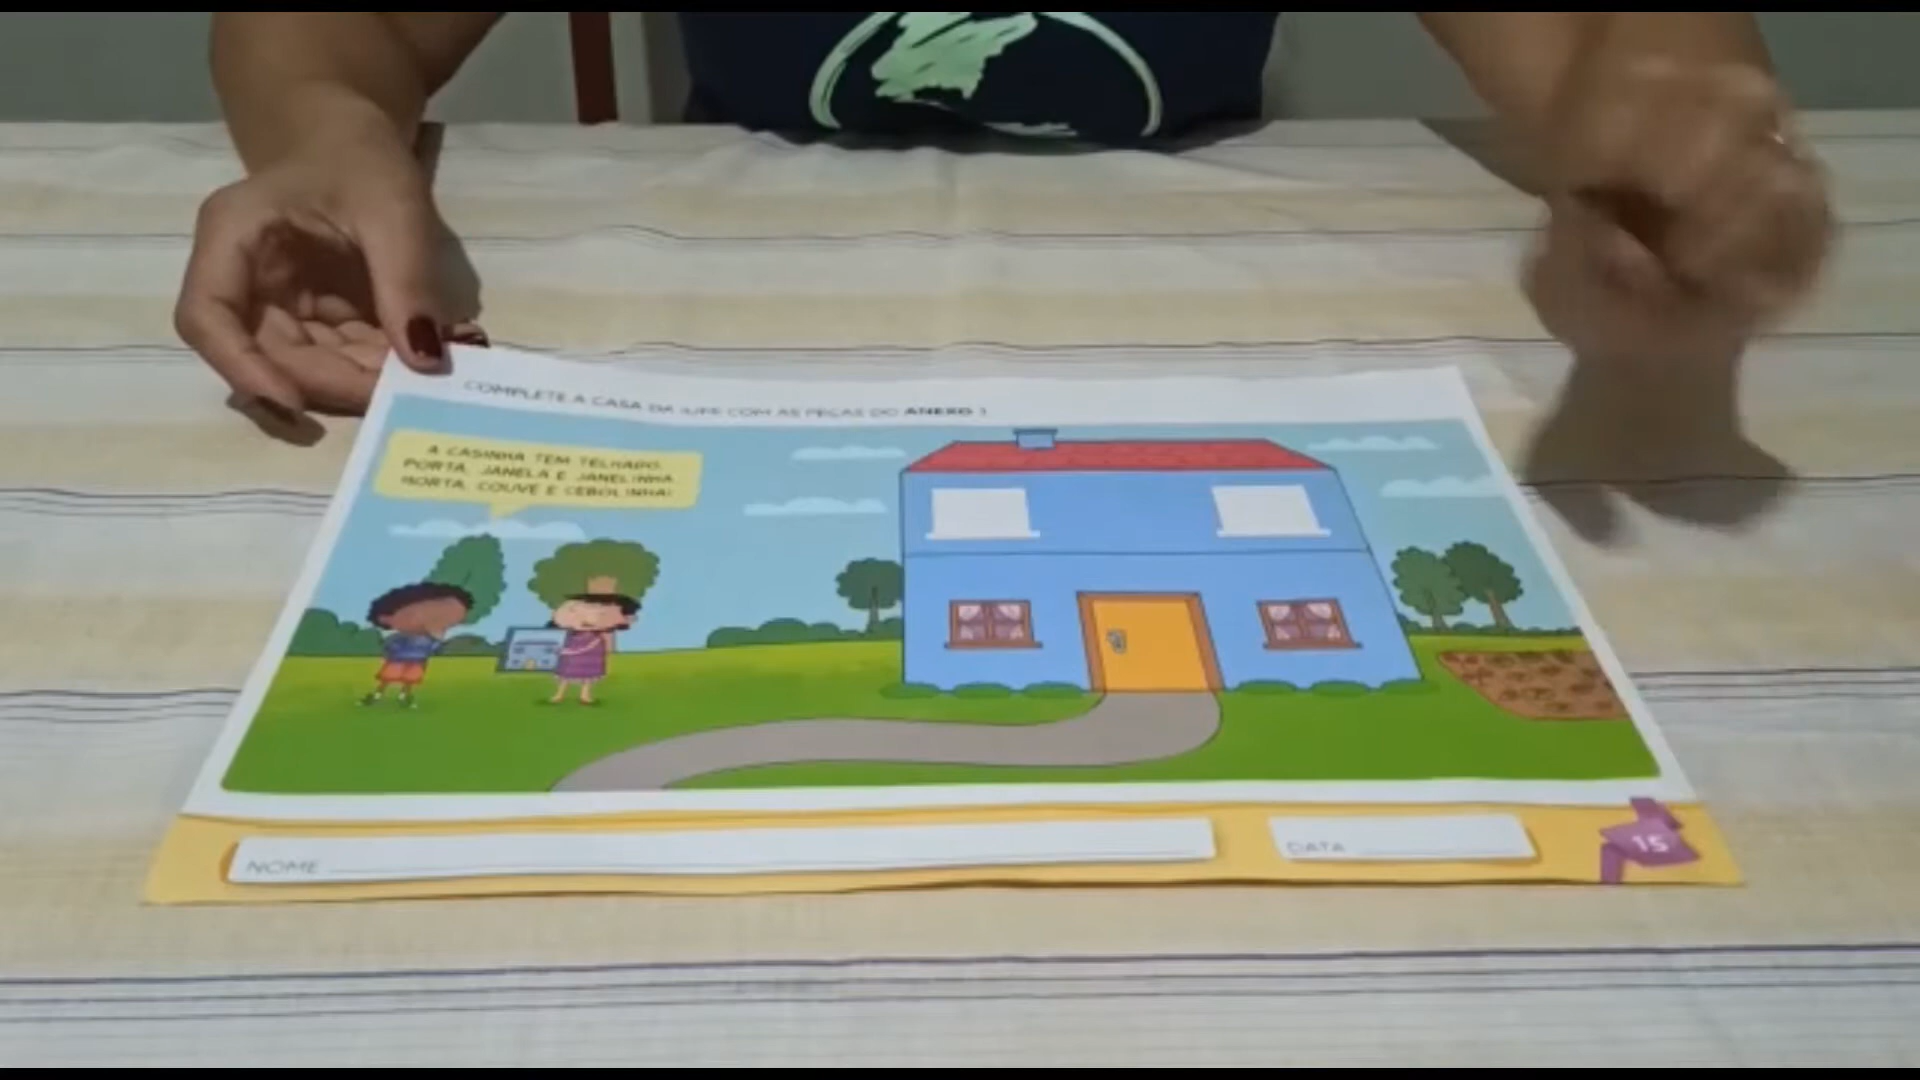 COMPLETE A CASA DA COM AS PEÇAS DO ANEXO 1
A CASINHA TEM TELHADO,
PORTA, JANELA E JANELINHA
HORTA, COUVE E CEBOLINHA!
NOME
DATA
15